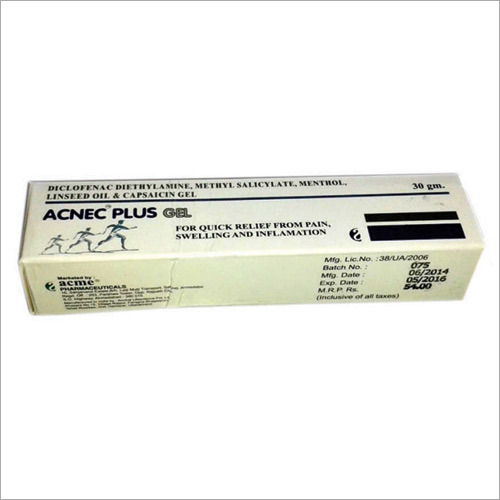 DICLOFENAC DIETHYLAMINE, METHYL SALICYLATE, MENTHOL, 30 gm.
LINSEED OIL & CAPSAICIN GEL
ACNEC PLUS GEL
FOR QUICK RELIEF FROM PAIN,
SWELLING AND INFLAMATION
Marketed by :
acme
PHARMACEUTICALS
Mfg. Lic.No. :38/UA/2006
Batch No. : 075
Mfg. Date : 06/2014
Exp. Date : 05/2016
M.R.P. Rs. 54.00
(Inclusive of all taxes)